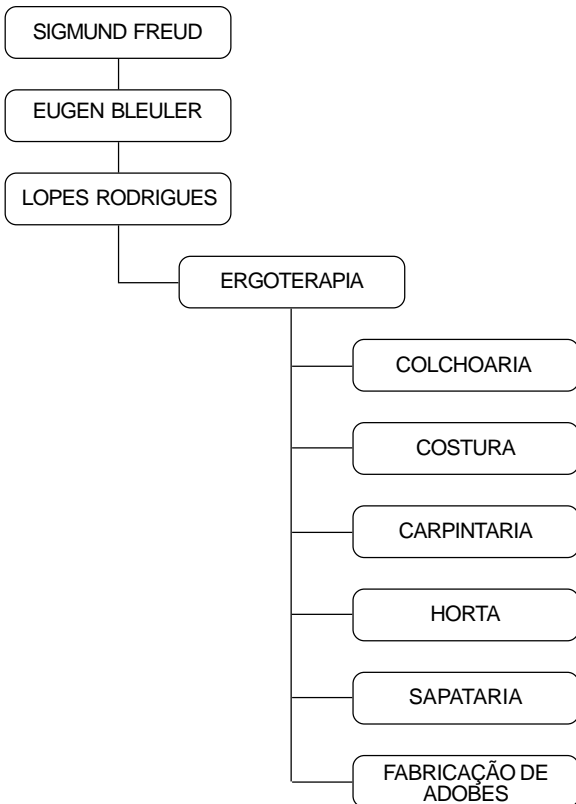 SIGMUND FREUD
EUGEN BLEULER
LOPES RODRIGUES
ERGOTERAPIA
COLCHOARIA
COSTURA
CARPINTARIA
HORTA
SAPATARIA
FABRICAÇÃO DE
ADOBES